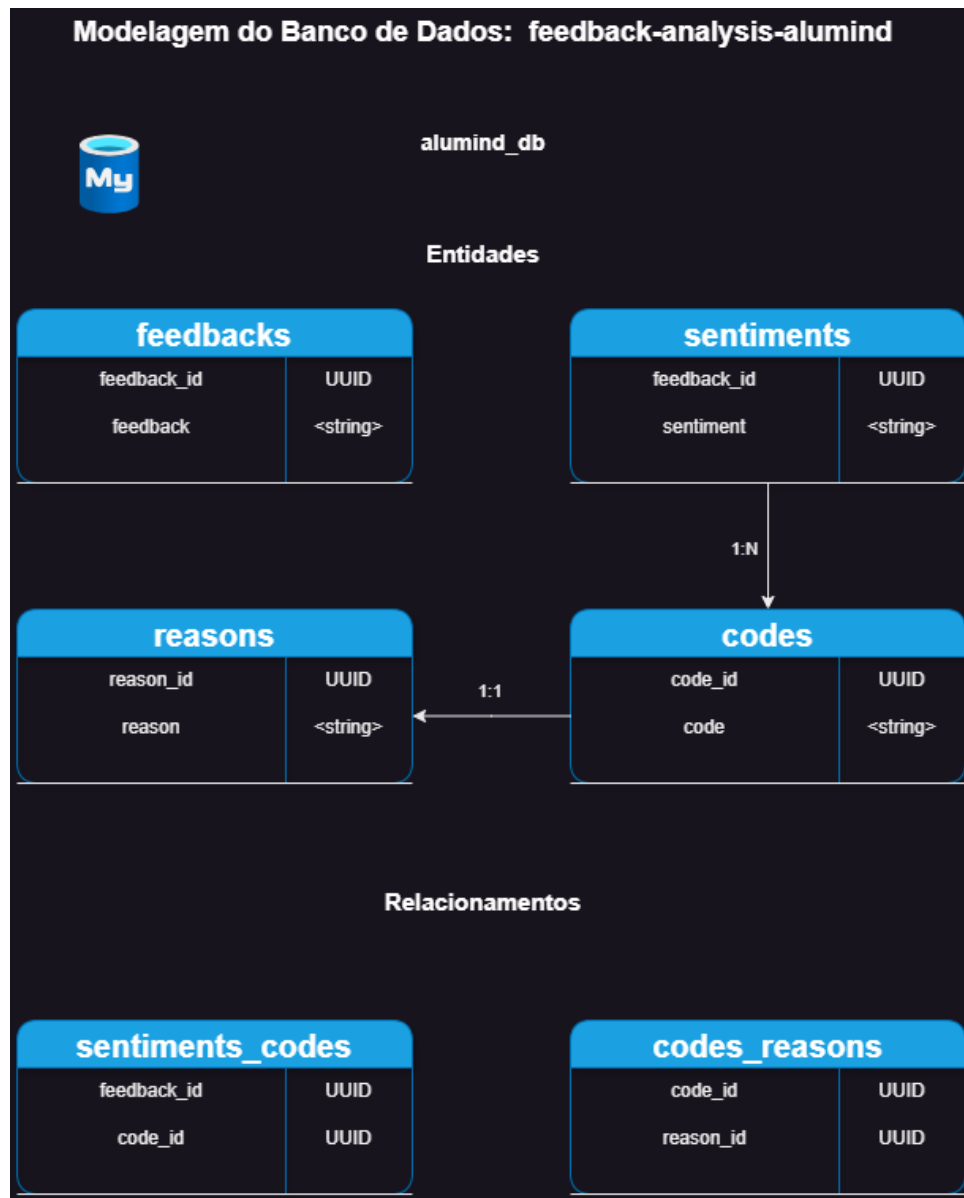 Modelagem do Banco de Dados: feedback-analysis-alumind
alumind_db
My
Entidades
feedbacks
feedback_id UUID
feedback <string>
sentiments
feedback_id UUID
sentiment <string>
1:N
reasons
reason_id UUID
reason <string>
1:1
codes
code_id UUID
code <string>
Relacionamentos
sentiments_codes
feedback_id UUID
code_id UUID
codes_reasons
code_id UUID
reason_id UUID